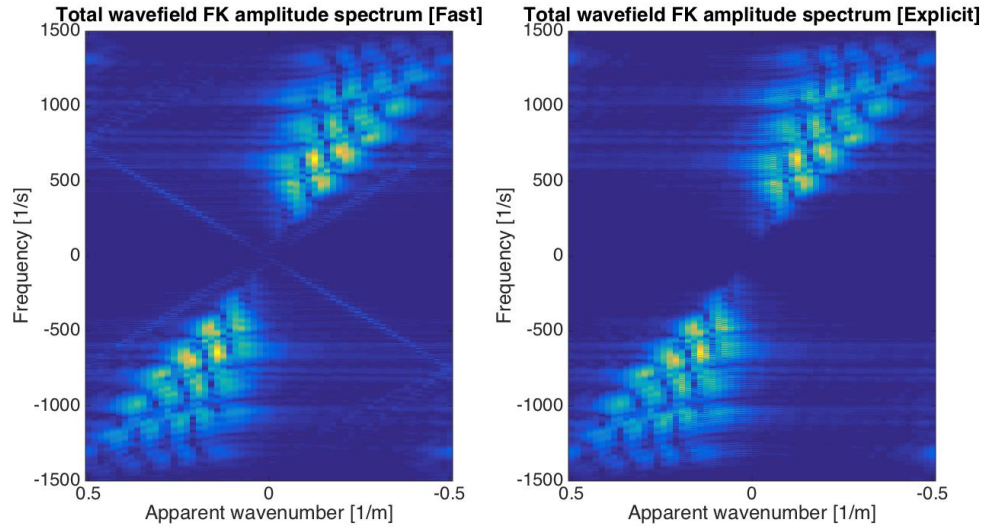 Total wavefield FK amplitude spectrum [Fast]
1500
1000
500
0
-500
-1000
-1500
Frequency [1/s]
0.5 0 -0.5
Apparent wavenumber [1/m]
Total wavefield FK amplitude spectrum [Explicit]
1500
1000
500
0
-500
-1000
-1500
Frequency [1/s]
0.5 0 -0.5
Apparent wavenumber [1/m]